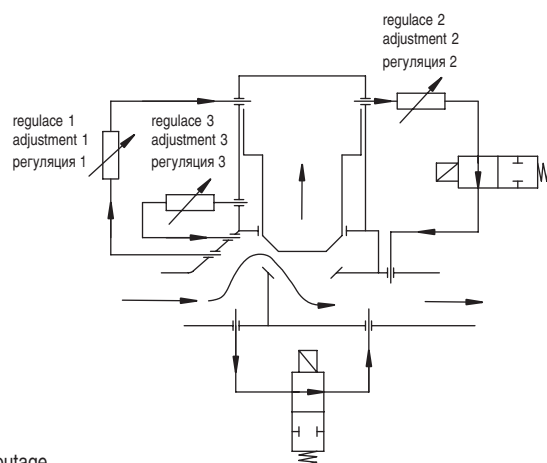 regulace 2
adjustment 2
регуляция 2
regulace 1
adjustment 1
регуляция 1
regulace 3
adjustment 3
регуляция 3